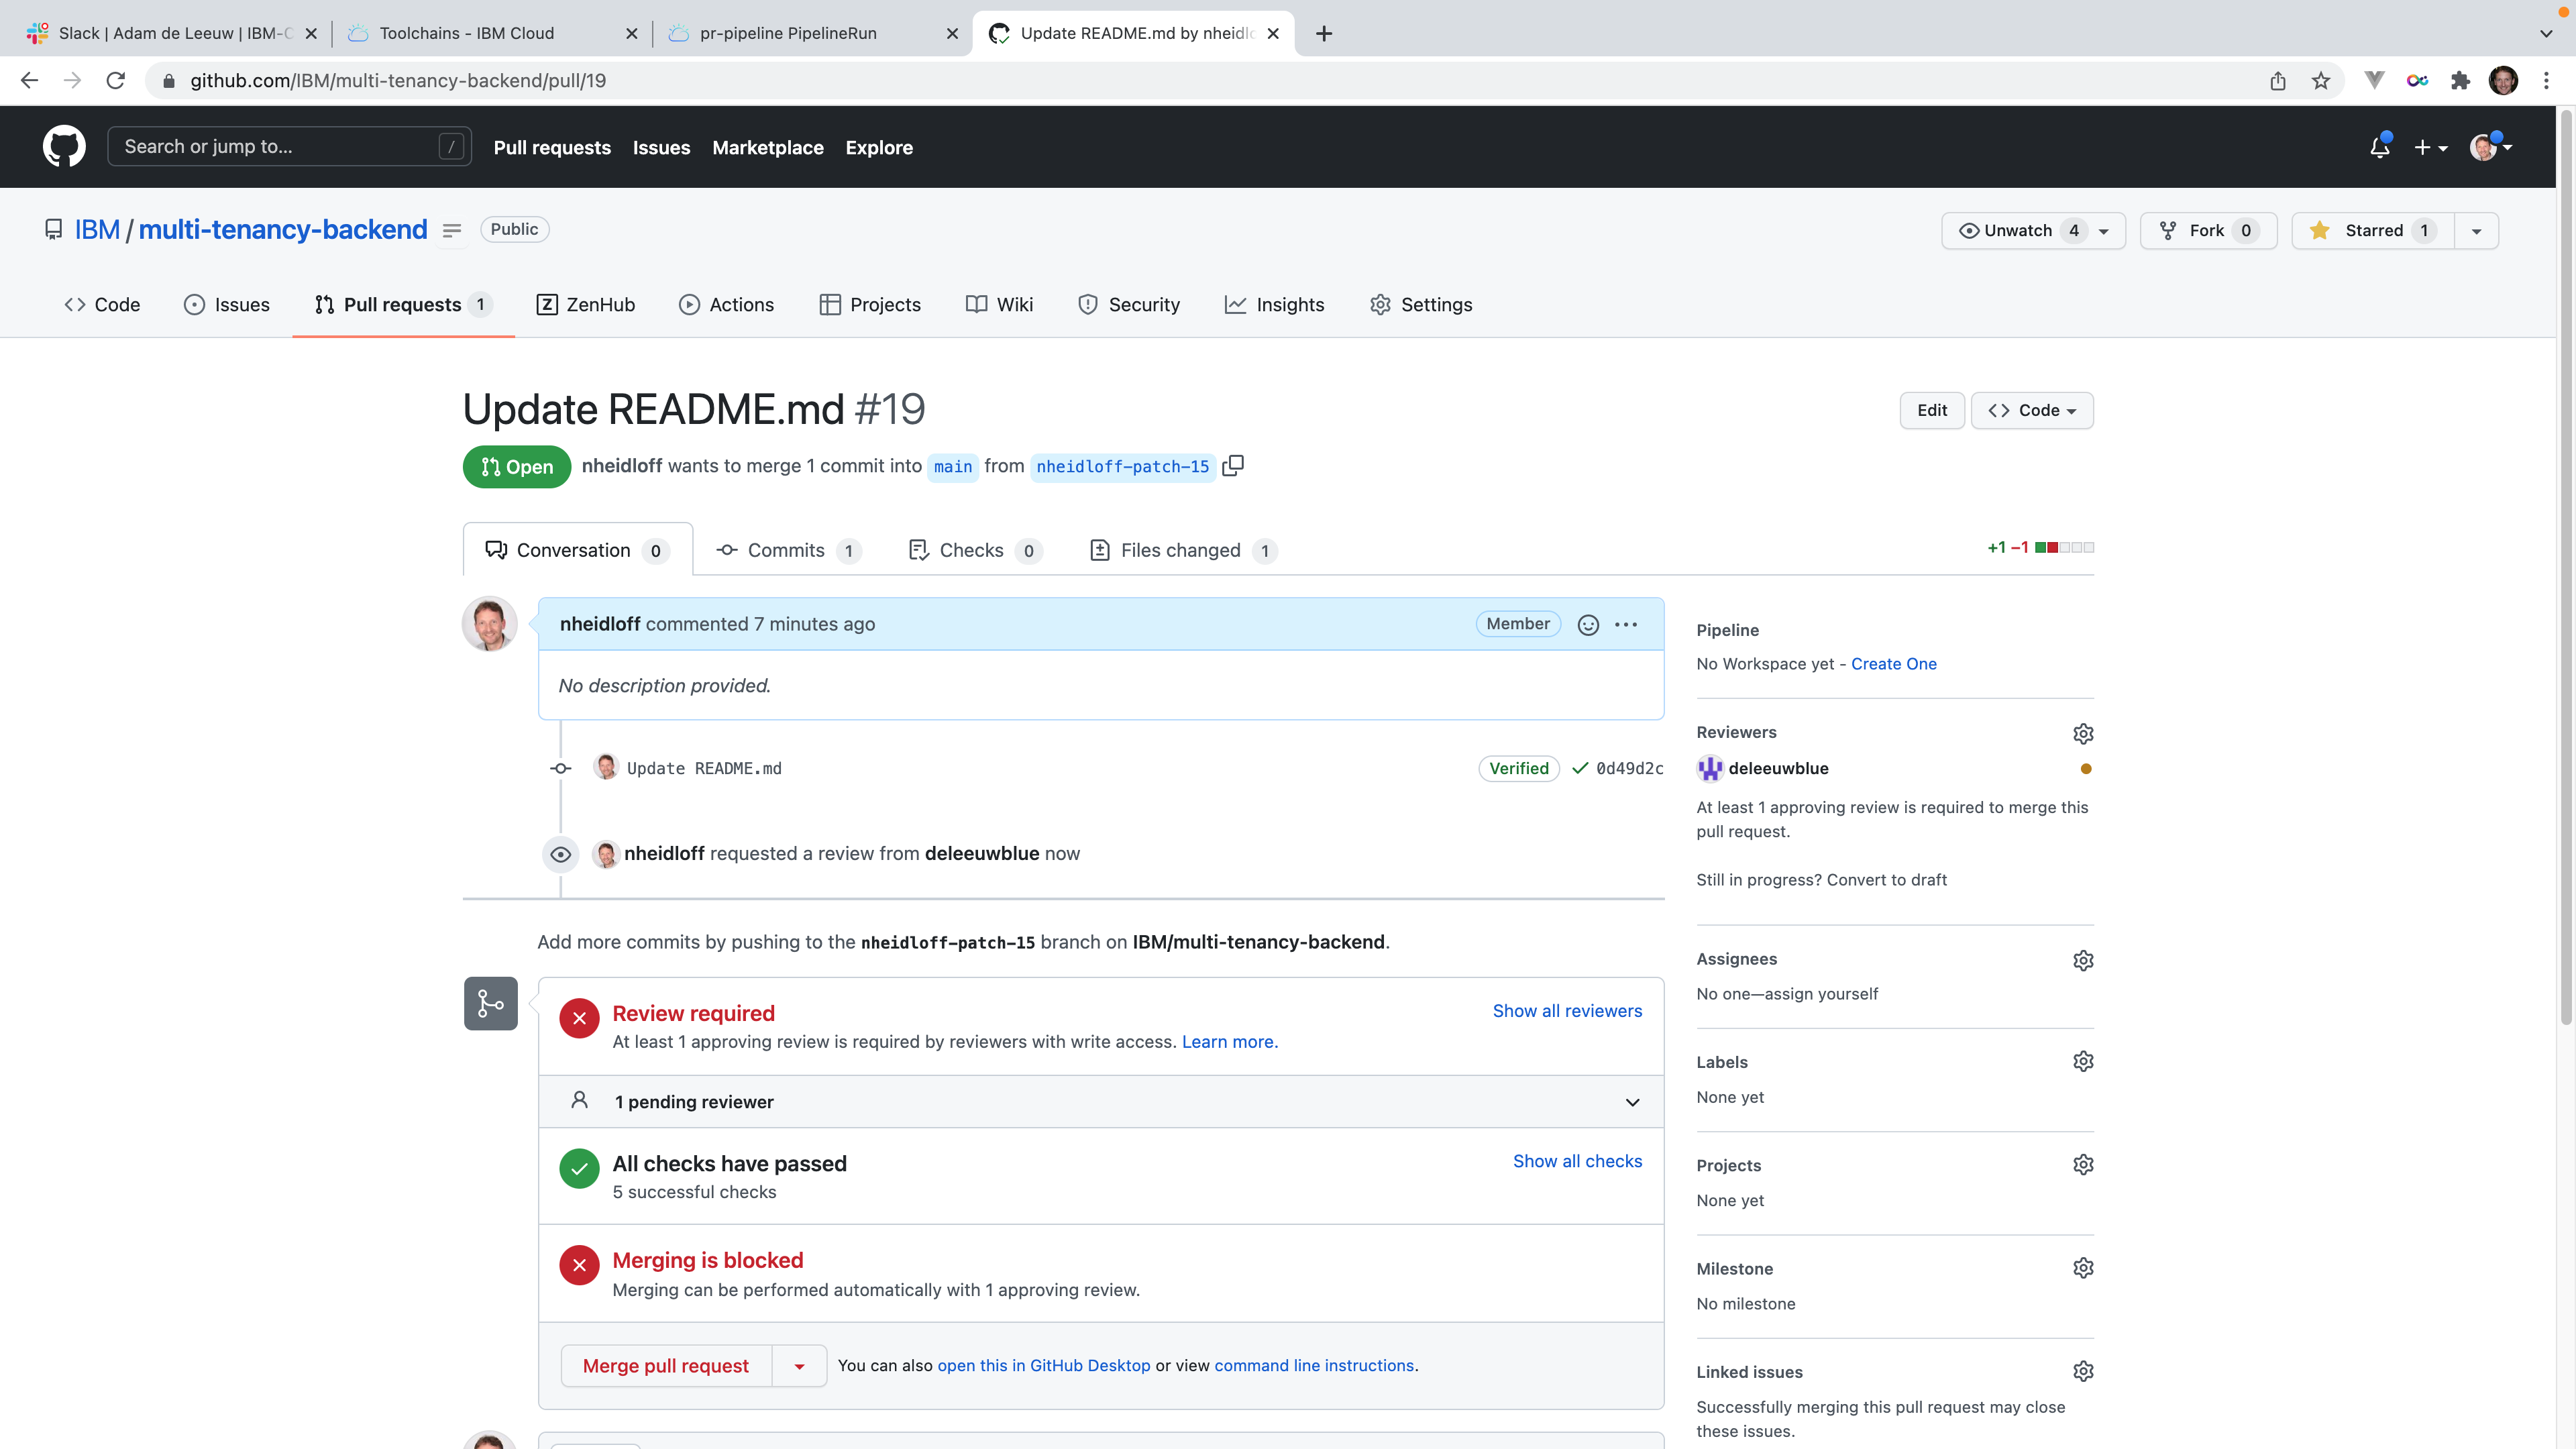 Slack | Adam de Leeuw | IBM-C
Toolchains - IBM Cloud
pr-pipeline PipelineRun
Update README.md by nheidlo
github.com/IBM/multi-tenancy-backend/pull/19
Search or jump to...
/
Pull requests
Issues
Marketplace
Explore
IBM / multi-tenancy-backend
Public
Unwatch 4
Fork 0
Starred 1
Code
Issues
Pull requests 1
ZenHub
Actions
Projects
Wiki
Security
Insights
Settings
Update README.md #19
Edit
Code
Open
nheidloff wants to merge 1 commit into main from nheidloff-patch-15
Conversation 0
Commits 1
Checks 0
Files changed 1
+1 −1
nheidloff commented 7 minutes ago
Member
No description provided.
Update README.md
Verified
0d49d2c
nheidloff requested a review from deleeuwblue now
Add more commits by pushing to the nheidloff-patch-15 branch on IBM/multi-tenancy-backend.
Review required
Show all reviewers
At least 1 approving review is required by reviewers with write access. Learn more.
1 pending reviewer
All checks have passed
Show all checks
5 successful checks
Merging is blocked
Merging can be performed automatically with 1 approving review.
Merge pull request
You can also open this in GitHub Desktop or view command line instructions.
Pipeline
No Workspace yet - Create One
Reviewers
deleeuwblue
At least 1 approving review is required to merge this
pull request.
Still in progress? Convert to draft
Assignees
No one—assign yourself
Labels
None yet
Projects
None yet
Milestone
No milestone
Linked issues
Successfully merging this pull request may close
these issues.